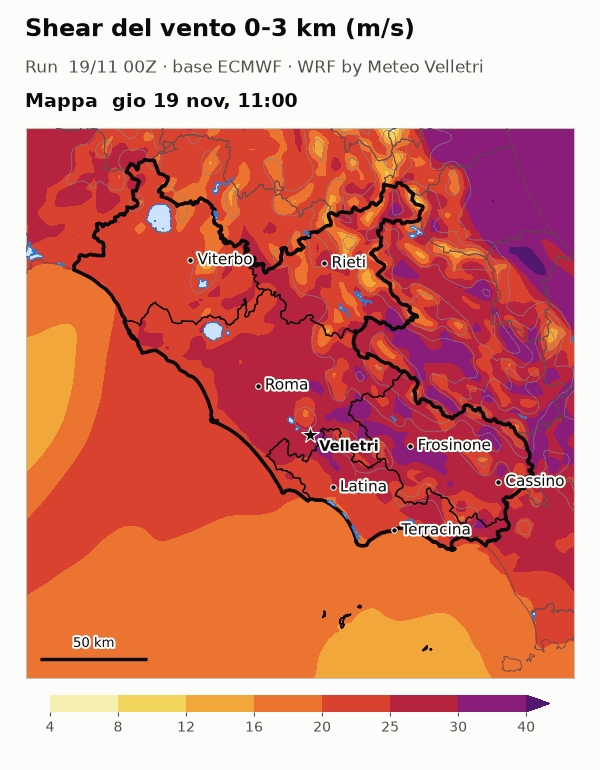 Shear del vento 0-3 km (m/s)
Run  19/11 00Z · base ECMWF · WRF by Meteo Velletri
Mappa  gio 19 nov, 11:00
Viterbo
Rieti
Roma
Velletri
Frosinone
Latina
Cassino
Terracina
50 km
4 8 12 16 20 25 30 40